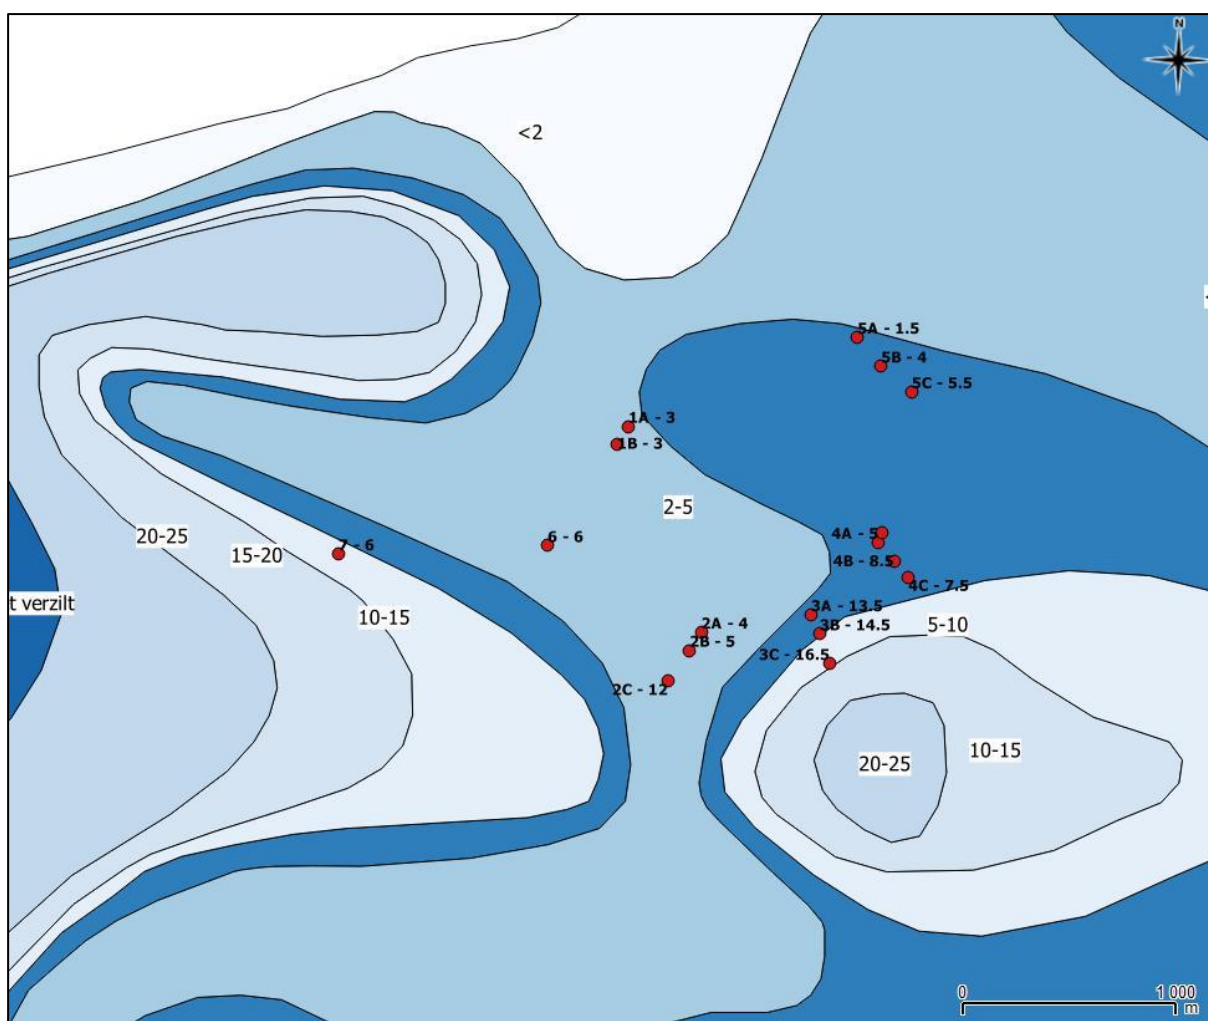 N
<2
5A - 1.5
5B - 4
5C - 5.5
1A - 3
1B - 3
2-5
20-25
15-20
7 - 6
6 - 6
4A - 5
4B - 8.5
4C - 7.5
t verzilt
10-15
3A - 13.5
3B - 14.5
5-10
2A - 4
2B - 5
3C - 16.5
2C - 12
20-25
10-15
0 1 000
m